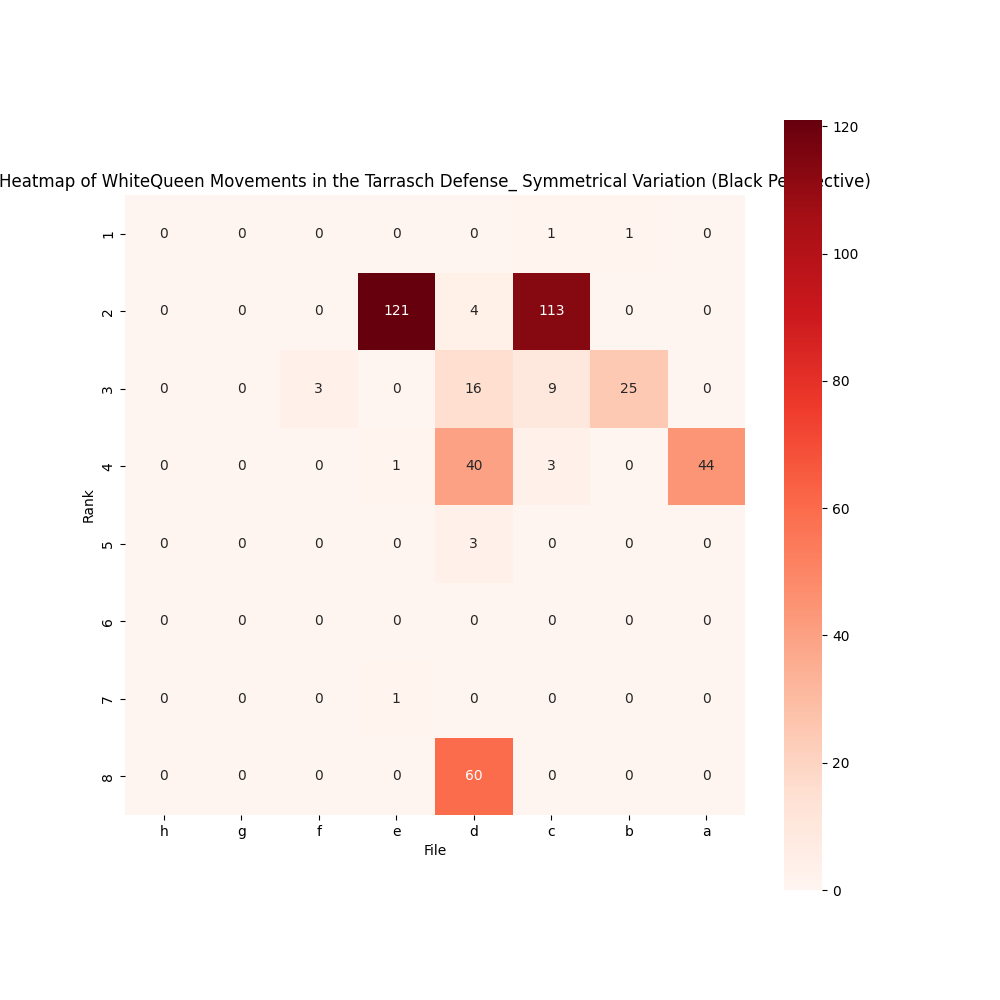 120
Heatmap of WhiteQueen Movements in the Tarrasch Defense_ Symmetrical Variation (Black Perspective)
1 0 0 0 0 0 1 1 0
100
2 0 0 0 121 4 113 0 0
3 0 0 3 0 16 9 25 0
80
4 0 0 0 1 40 3 0 44
Rank
60
5 0 0 0 0 3 0 0 0
6 0 0 0 0 0 0 0 0
40
7 0 0 0 1 0 0 0 0
20
8 0 0 0 0 60 0 0 0
h g f e d c b a
File
0